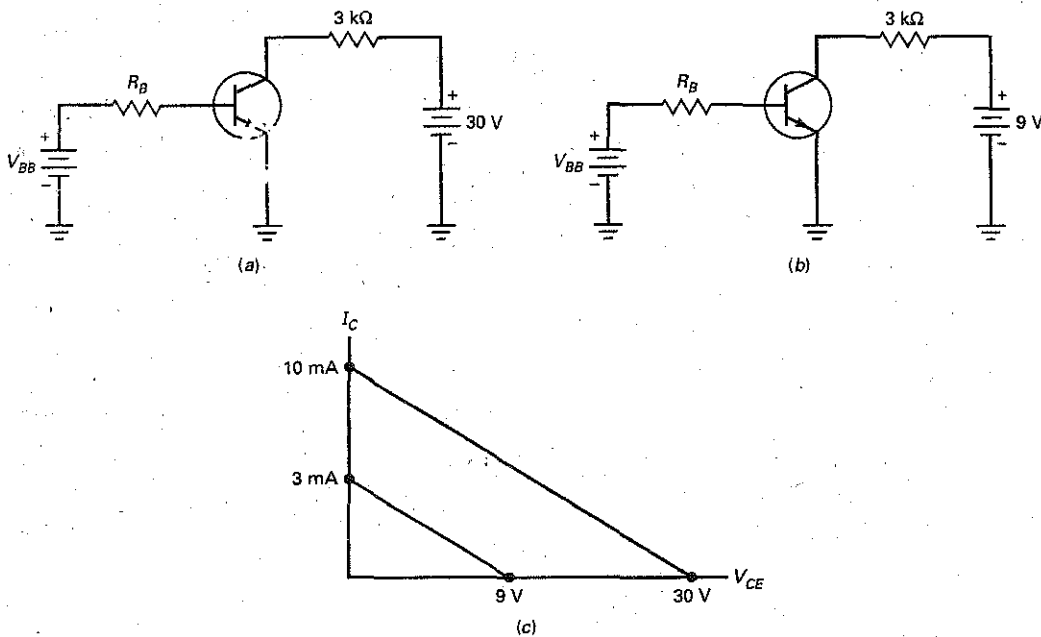 3 kΩ
R_B
+
30 V
−
+
V_BB
−
(a)
3 kΩ
R_B
+
9 V
−
+
V_BB
−
(b)
I_C
10 mA
3 mA
V_CE
9 V
30 V
(c)